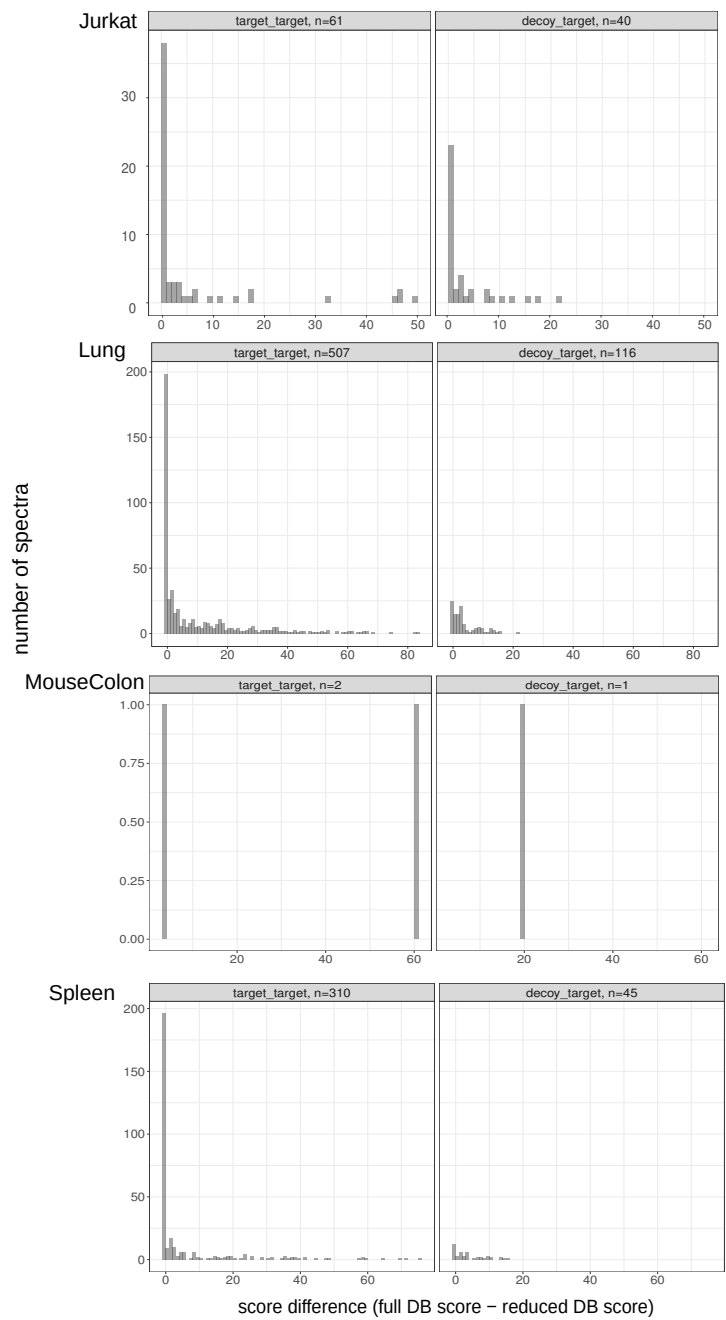 Jurkat
target_target, n=61
decoy_target, n=40
30
20
10
0
0 10 20 30 40 50
0 10 20 30 40 50
Lung
target_target, n=507
decoy_target, n=116
200
150
100
50
0
0 20 40 60 80
0 20 40 60 80
number of spectra
MouseColon
target_target, n=2
decoy_target, n=1
1.00
0.75
0.50
0.25
0.00
20 40 60
20 40 60
Spleen
target_target, n=310
decoy_target, n=45
200
150
100
50
0
0 20 40 60
0 20 40 60
score difference (full DB score − reduced DB score)